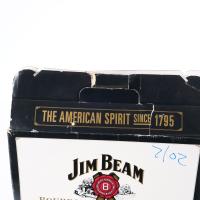 THE AMERICAN SPIRIT SINCE 1795
2/02
JIM BEAM
B